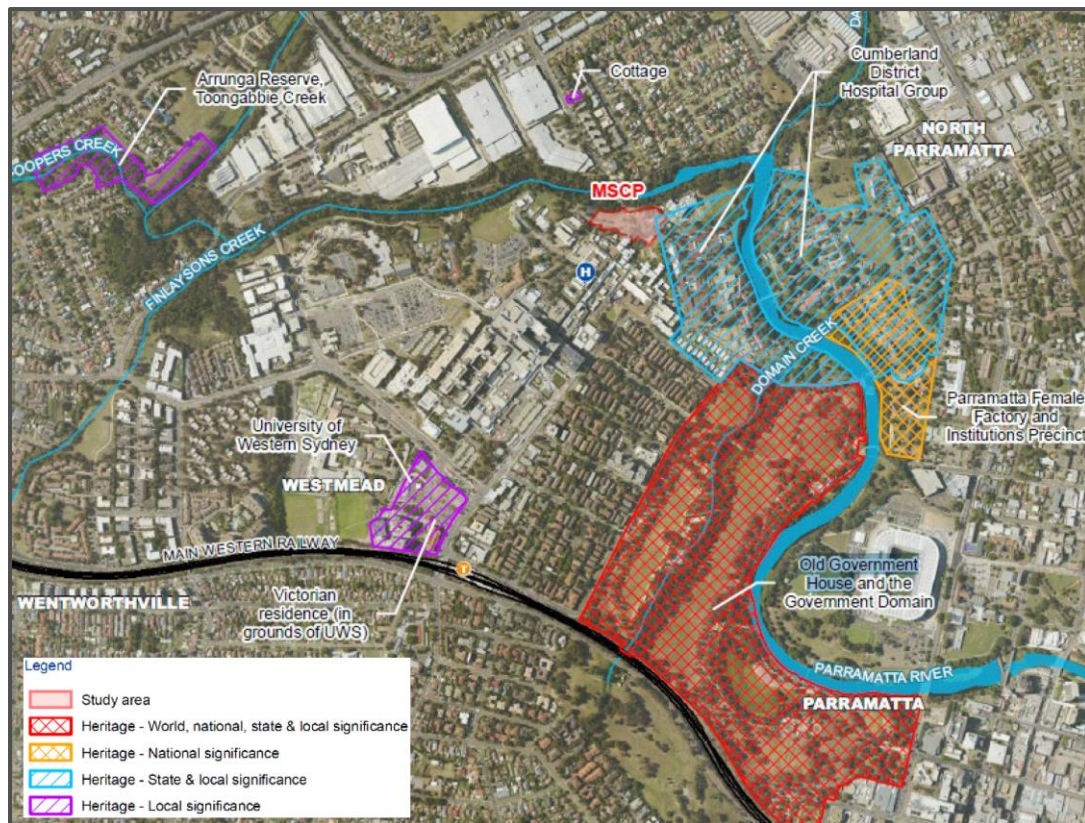 Arrunga Reserve,
Toongabbie Creek
Cottage
Cumberland
District
Hospital Group
NORTH
PARRAMATTA
COOPERS CREEK
MSCP
H
FINLAYSONS CREEK
DOMAIN CREEK
Parramatta Female
Factory and
Institutions Precinct
University of
Western Sydney
WESTMEAD
MAIN WESTERN RAILWAY
T
Old Government
House and the
Government Domain
WENTWORTHVILLE
Victorian
residence (in
grounds of UWS)
PARRAMATTA RIVER
PARRAMATTA
Legend
Study area
Heritage - World, national, state & local significance
Heritage - National significance
Heritage - State & local significance
Heritage - Local significance